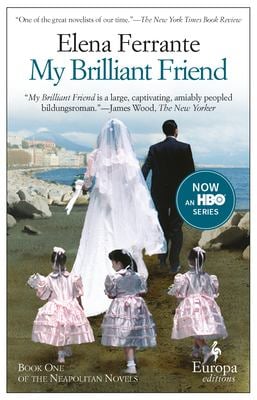 “One of the great novelists of our time.”—The New York Times Book Review
Elena Ferrante
My Brilliant Friend
“My Brilliant Friend is a large, captivating, amiably peopled
bildungsroman.”—James Wood, The New Yorker
NOW
AN HBO
SERIES
Book One
of the Neapolitan Novels
Europa
editions